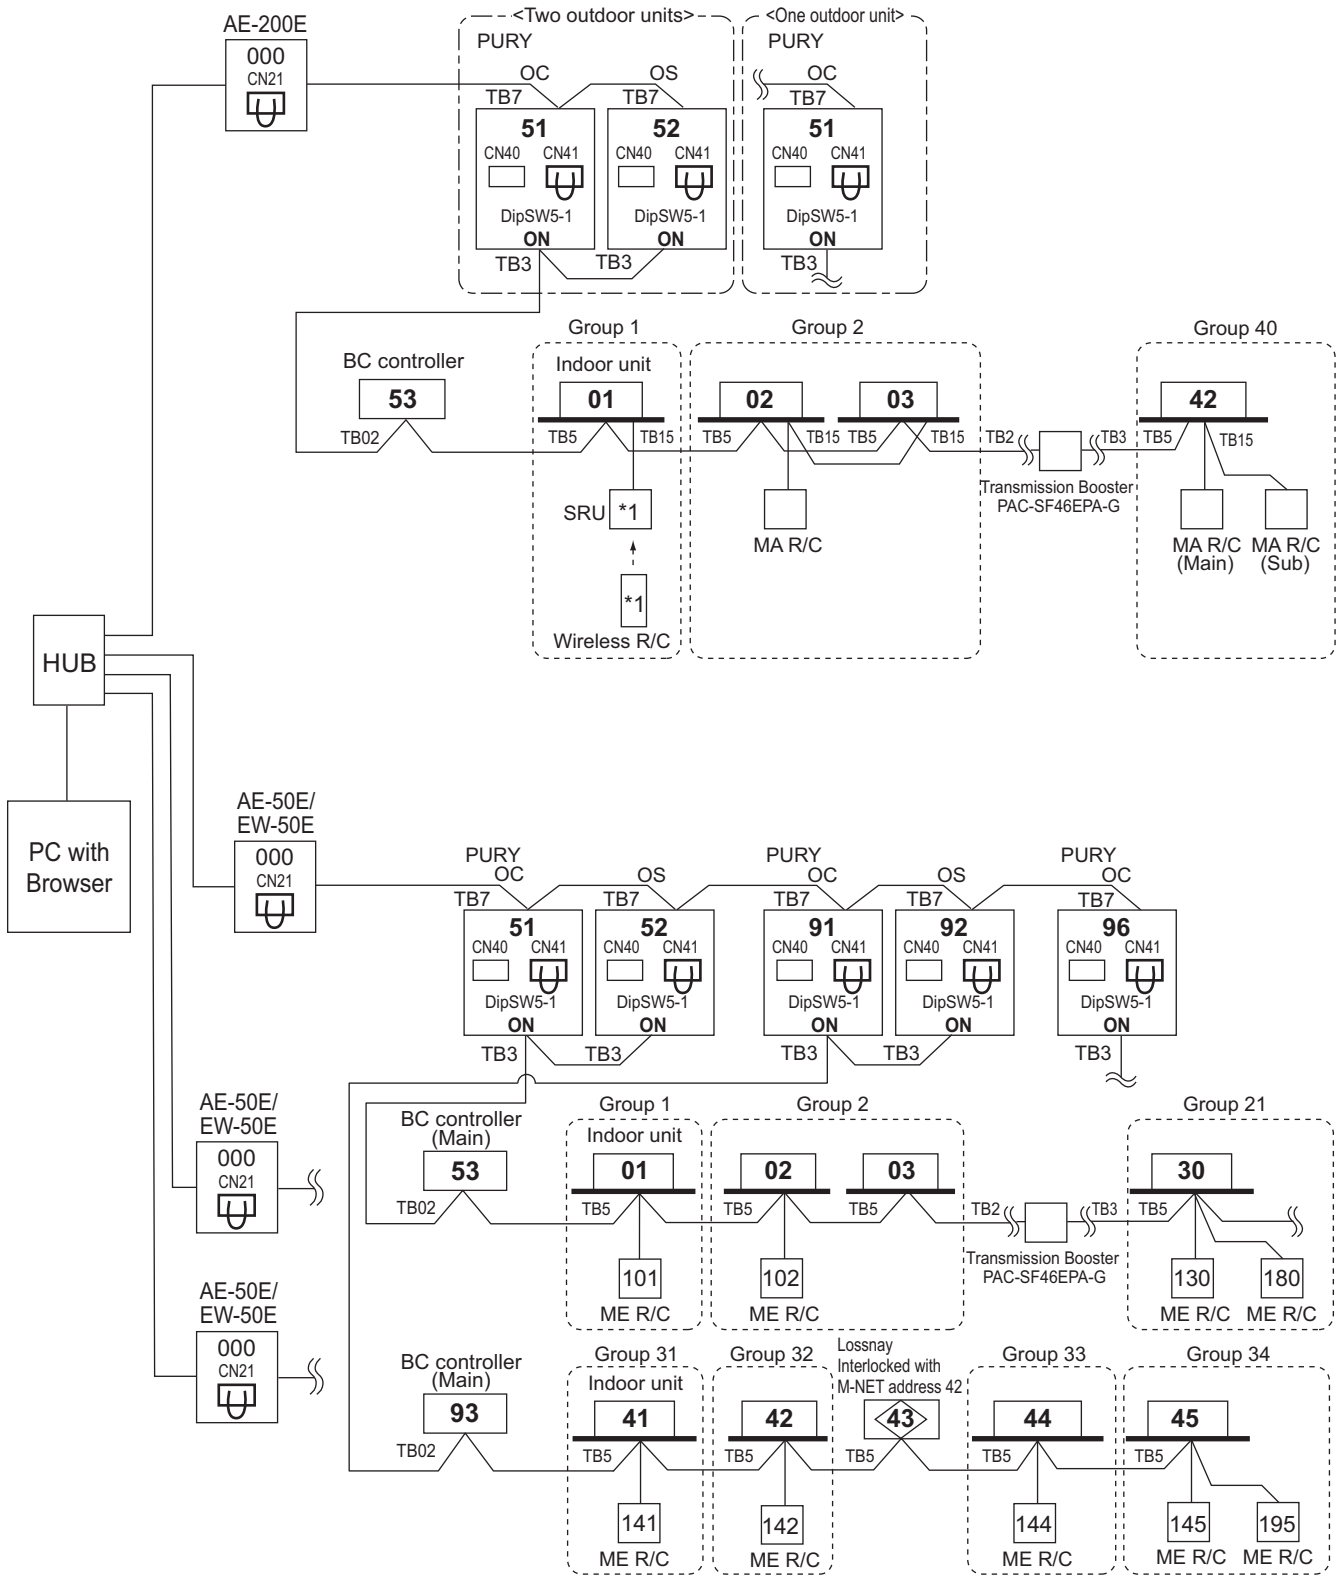 AE-200E
000
CN21
<Two outdoor units>
PURY
OC
OS
TB7
TB7
51
52
CN40 CN41
CN40 CN41
DipSW5-1
DipSW5-1
ON
ON
TB3
TB3
<One outdoor unit>
PURY
OC
TB7
51
CN40 CN41
DipSW5-1
ON
TB3
BC controller
53
TB02
Group 1
Indoor unit
01
TB5
TB15
SRU
*1
*1
Wireless R/C
Group 2
02
03
TB5
TB15
TB5
TB15
MA R/C
TB2
TB3
Transmission Booster
PAC-SF46EPA-G
Group 40
42
TB5
TB15
MA R/C
(Main)
MA R/C
(Sub)
HUB
PC with
Browser
AE-50E/
EW-50E
000
CN21
PURY
OC
OS
TB7
TB7
51
52
CN40 CN41
CN40 CN41
DipSW5-1
DipSW5-1
ON
ON
TB3
TB3
PURY
OC
OS
TB7
TB7
91
92
CN40 CN41
CN40 CN41
DipSW5-1
DipSW5-1
ON
ON
TB3
TB3
PURY
OC
TB7
96
CN40 CN41
DipSW5-1
ON
TB3
AE-50E/
EW-50E
000
CN21
BC controller
(Main)
53
TB02
Group 1
Indoor unit
01
TB5
101
ME R/C
Group 2
02
03
TB5
TB5
102
ME R/C
TB2
TB3
Transmission Booster
PAC-SF46EPA-G
Group 21
30
TB5
130
180
ME R/C
ME R/C
AE-50E/
EW-50E
000
CN21
BC controller
(Main)
93
TB02
Group 31
Indoor unit
41
TB5
141
ME R/C
Group 32
42
TB5
142
ME R/C
Lossnay
Interlocked with
M-NET address 42
43
TB5
Group 33
44
TB5
144
ME R/C
Group 34
45
TB5
145
195
ME R/C
ME R/C